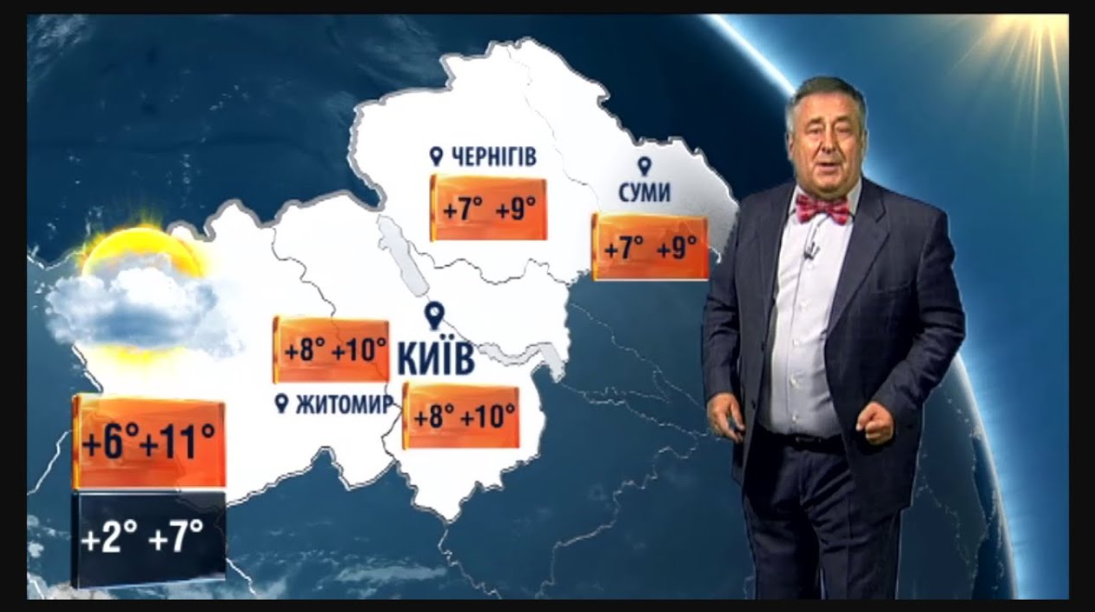 ЧЕРНІГІВ
+7° +9°
СУМИ
+7° +9°
+8° +10°
КИЇВ
ЖИТОМИР
+8° +10°
+6° +11°
+2° +7°